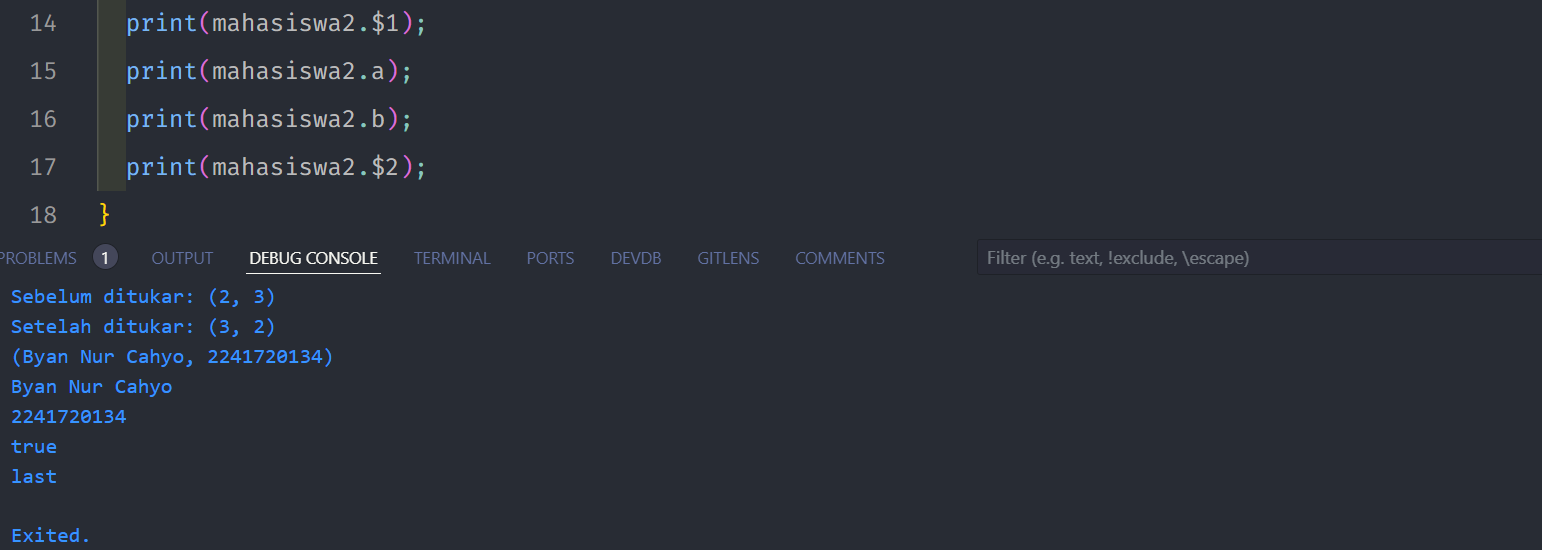 14 print(mahasiswa2.$1);
15 print(mahasiswa2.a);
16 print(mahasiswa2.b);
17 print(mahasiswa2.$2);
18 }
PROBLEMS 1 OUTPUT DEBUG CONSOLE TERMINAL PORTS DEVDB GITLENS COMMENTS Filter (e.g. text, !exclude, \escape)
Sebelum ditukar: (2, 3)
Setelah ditukar: (3, 2)
(Byan Nur Cahyo, 2241720134)
Byan Nur Cahyo
2241720134
true
last
Exited.